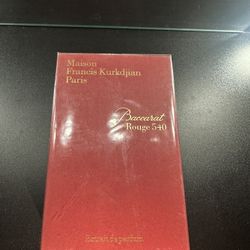 Maison
Francis Kurkdjian
Paris
Baccarat
Rouge 540
Extrait de parfum